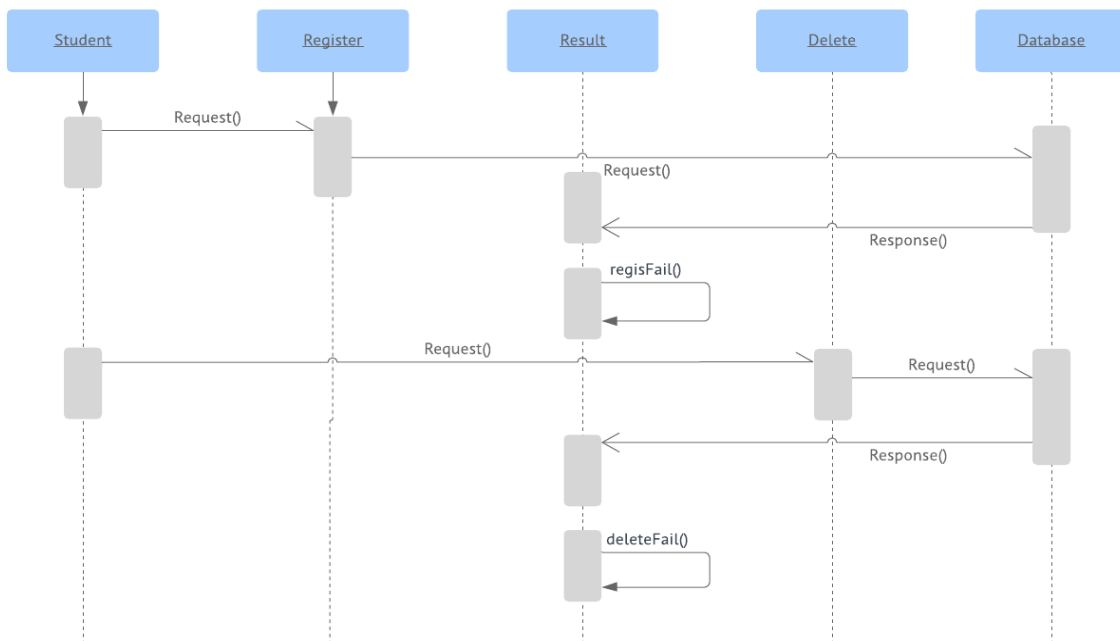 Student
Register
Result
Delete
Database
Request()
Request()
Response()
regisFail()
Request()
Request()
Response()
deleteFail()